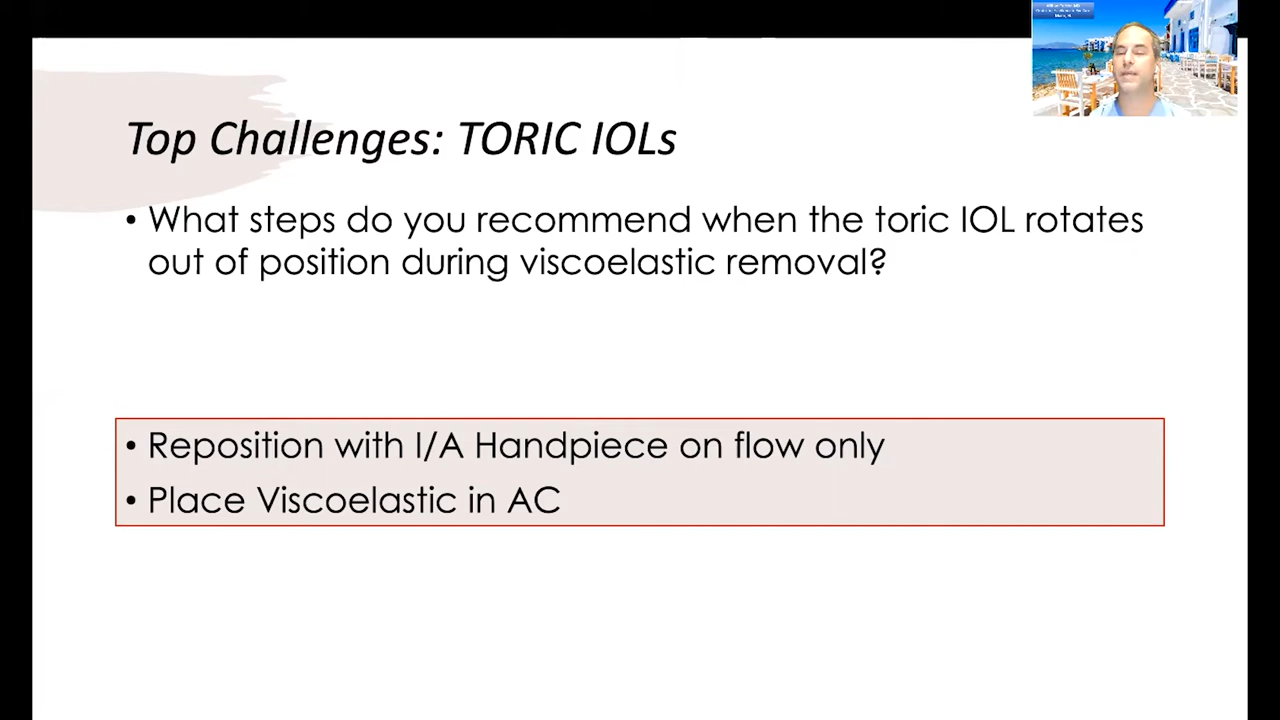 Top Challenges: TORIC IOLs
• What steps do you recommend when the toric IOL rotates
out of position during viscoelastic removal?
• Reposition with I/A Handpiece on flow only
• Place Viscoelastic in AC